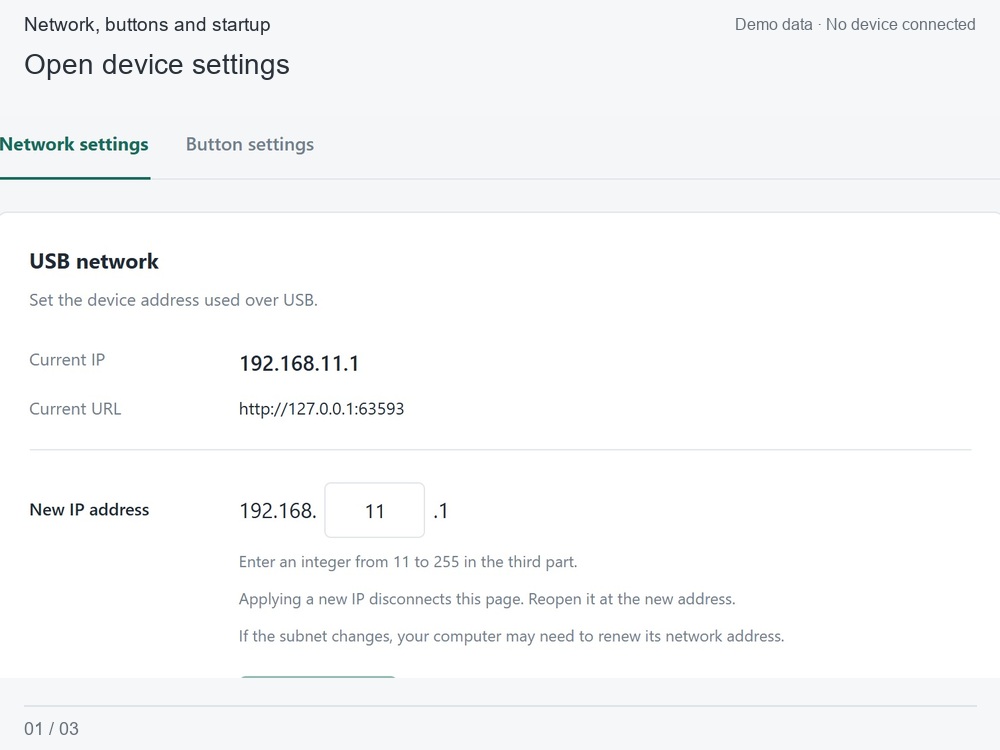 Network, buttons and startup
Demo data · No device connected
Open device settings
Network settings
Button settings
USB network
Set the device address used over USB.
Current IP
192.168.11.1
Current URL
http://127.0.0.1:63593
New IP address
192.168. 11 .1
Enter an integer from 11 to 255 in the third part.
Applying a new IP disconnects this page. Reopen it at the new address.
If the subnet changes, your computer may need to renew its network address.
01 / 03